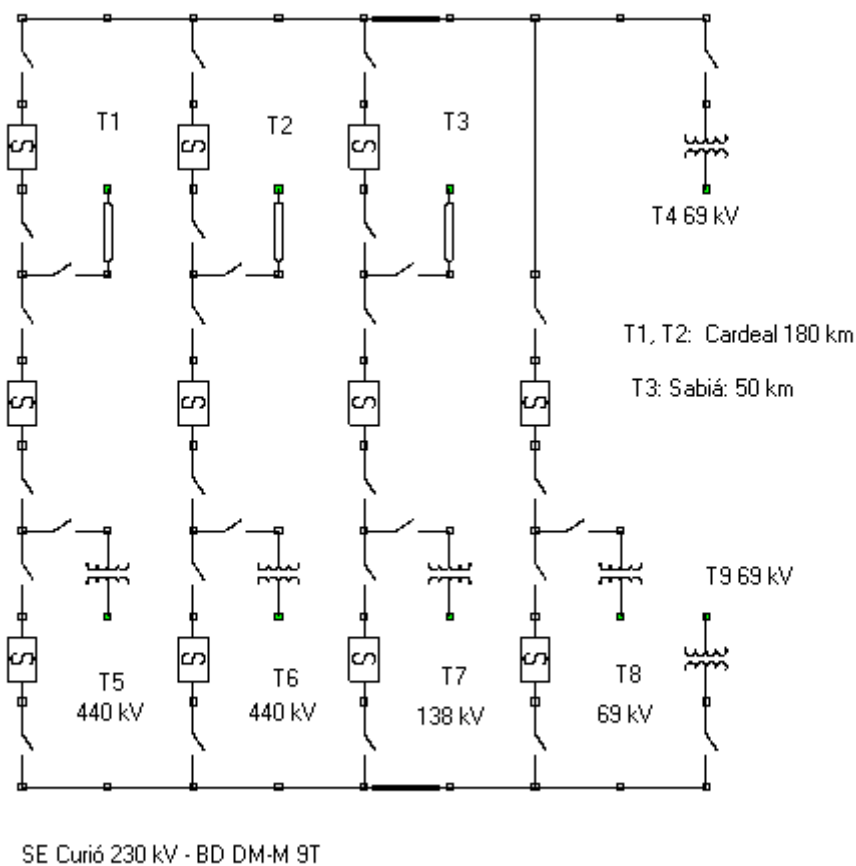 T1
T2
T3
S
S
S
T4 69 kV
T1, T2: Cardeal 180 km
T3: Sabiá: 50 km
S
S
S
S
T9 69 kV
S
S
S
S
T5
440 kV
T6
440 kV
T7
138 kV
T8
69 kV
SE Curió 230 kV - BD DM-M 9T